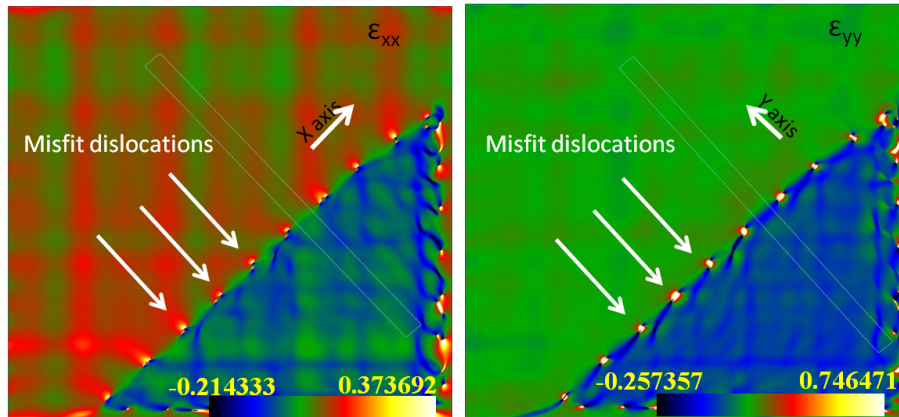 εxx
X axis
Misfit dislocations
-0.214333 0.373692
εyy
Y axis
Misfit dislocations
-0.257357 0.746471